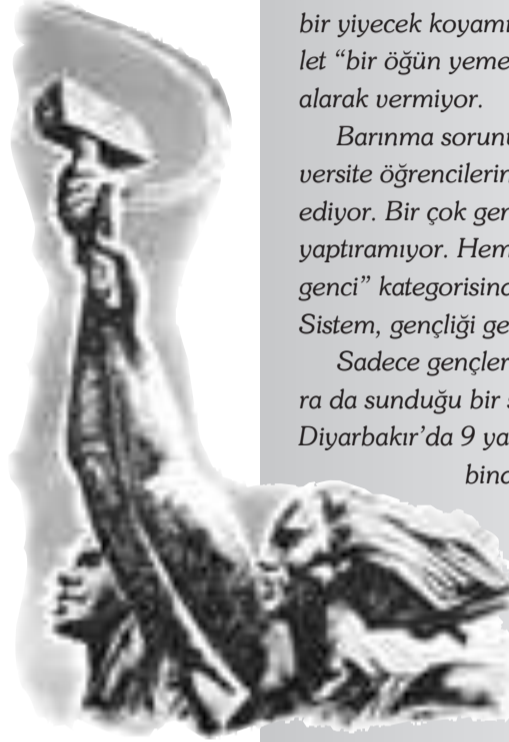 bir yiyecek koyamı
let “bir öğün yeme
alarak vermiyor.
Barınma sorunu
versite öğrencilerin
ediyor. Bir çok gen
yaptıramıyor. Hem
genci” kategorisind
Sistem, gençliği ge
Sadece gençler
ra da sunduğu bir s
Diyarbakır’da 9 ya
bind